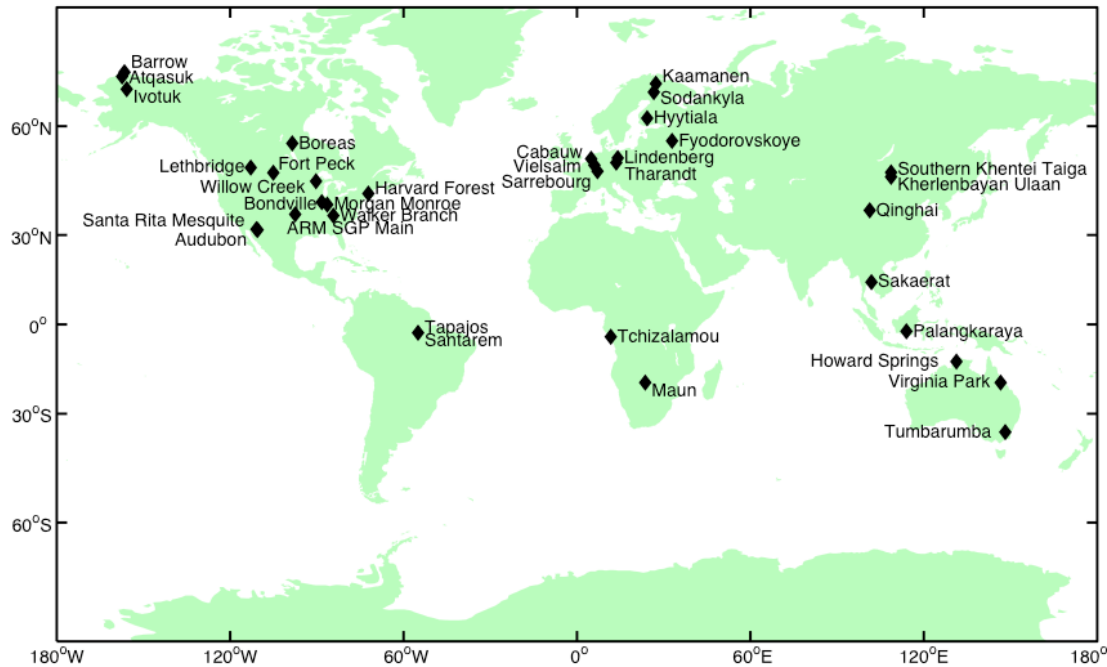 Barrow
Atqasuk
Ivotuk
Kaamanen
Sodankyla
Hyytiala
60°N
Boreas
Fyodorovskoye
Lethbridge
Fort Peck
Cabauw
Lindenberg
Vielsalm
Tharandt
Sarrebourg
Southern Khentei Taiga
Kherlenbayan Ulaan
Willow Creek
Harvard Forest
Bondville
Morgan Monroe
Qinghai
Santa Rita Mesquite
Walker Branch
Audubon
ARM SGP Main
30°N
Sakaerat
0°
Tapajos
Santarem
Tchizalamou
Palangkaraya
Howard Springs
Maun
Virginia Park
30°S
Tumbarumba
60°S
180°W
120°W
60°W
0°
60°E
120°E
180°